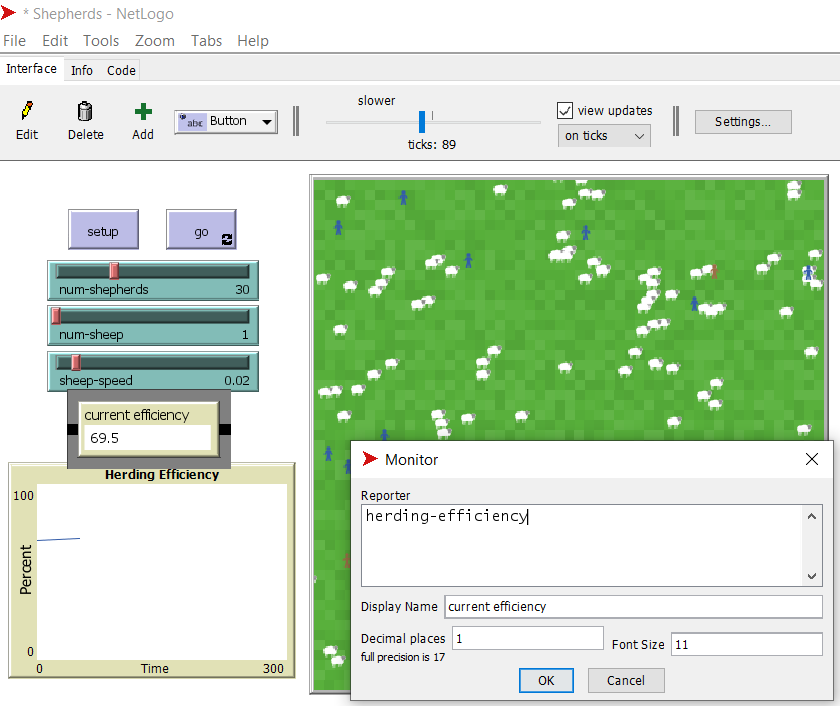 * Shepherds - NetLogo
File Edit Tools Zoom Tabs Help
Interface Info Code
Edit Delete Add abc Button
slower
ticks: 89
view updates
on ticks
Settings...
setup go
num-shepherds 30
num-sheep 1
sheep-speed 0.02
current efficiency
69.5
Herding Efficiency
100
Percent
0
0 Time 300
Monitor
Reporter
herding-efficiency
Display Name current efficiency
Decimal places 1
full precision is 17
Font Size 11
OK Cancel